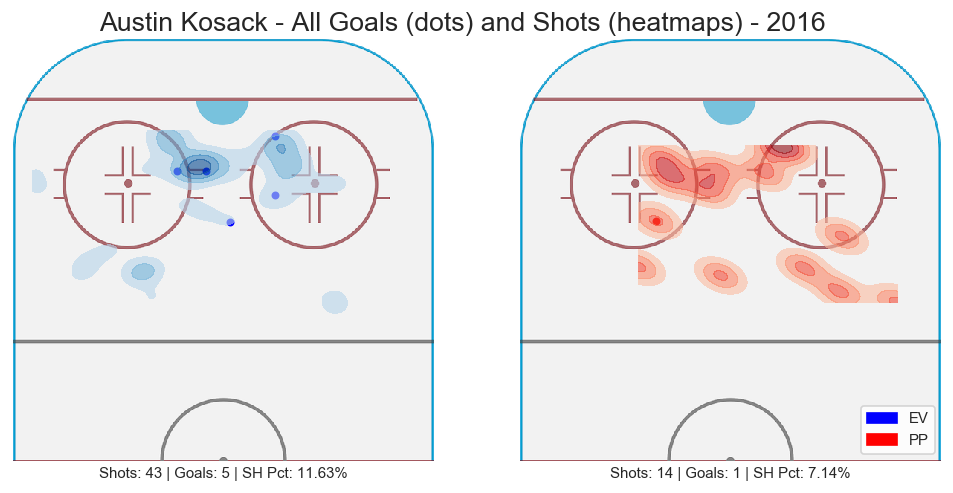 Austin Kosack - All Goals (dots) and Shots (heatmaps) - 2016
EV
PP
Shots: 43 | Goals: 5 | SH Pct: 11.63%
Shots: 14 | Goals: 1 | SH Pct: 7.14%